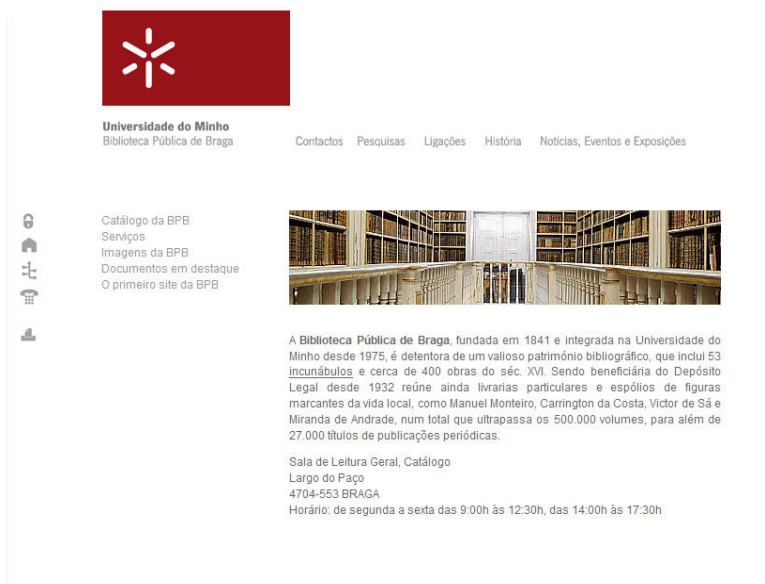 Universidade do Minho
Biblioteca Pública de Braga
Contactos Pesquisas Ligações História Notícias, Eventos e Exposições
Catálogo da BPB
Serviços
Imagens da BPB
Documentos em destaque
O primeiro site da BPB
A Biblioteca Pública de Braga, fundada em 1841 e integrada na Universidade do
Minho desde 1975, é detentora de um valioso património bibliográfico, que inclui 53
incunábulos e cerca de 400 obras do séc. XVI. Sendo beneficiária do Depósito
Legal desde 1932 reúne ainda livrarias particulares e espólios de figuras
marcantes da vida local, como Manuel Monteiro, Carrington da Costa, Victor de Sá e
Miranda de Andrade, num total que ultrapassa os 500.000 volumes, para além de
27.000 títulos de publicações periódicas.
Sala de Leitura Geral, Catálogo
Largo do Paço
4704-553 BRAGA
Horário: de segunda a sexta das 9:00h às 12:30h, das 14:00h às 17:30h